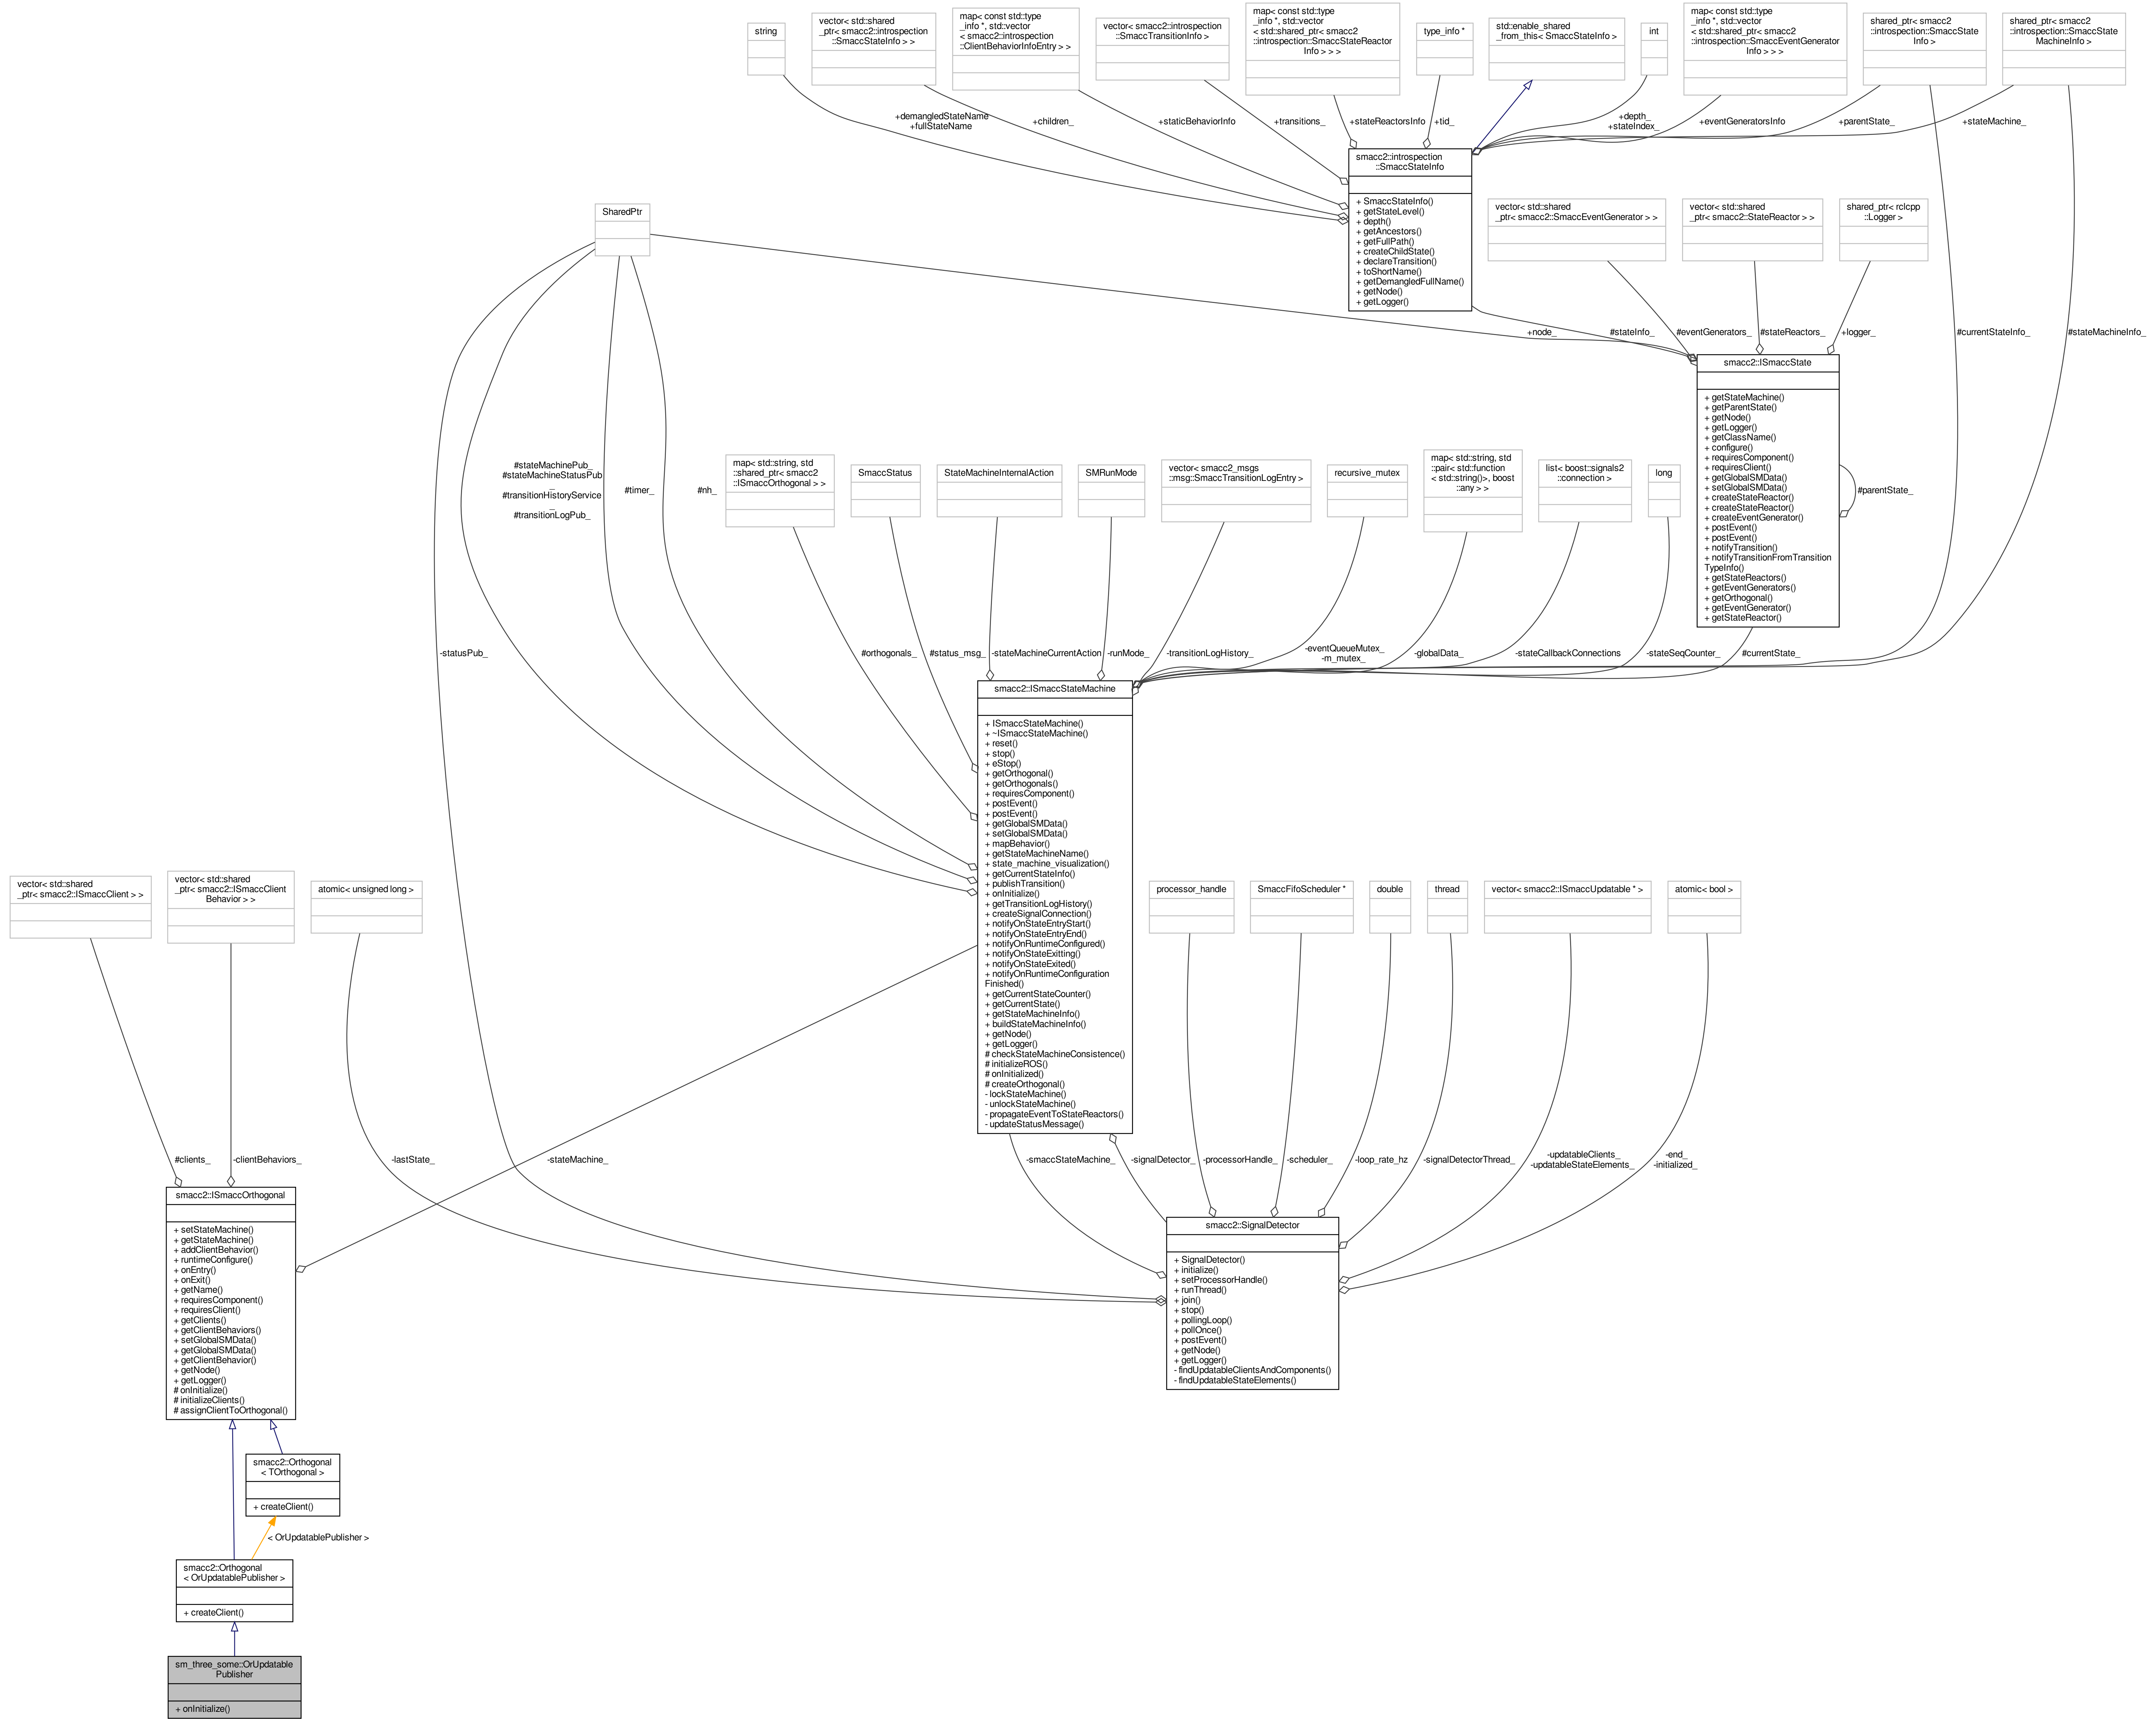 string
vector< std::shared
_ptr< smacc2::introspection
::SmaccStateInfo > >
map< const std::type
_info *, std::vector
< smacc2::introspection
::ClientBehaviorInfoEntry > >
vector< smacc2::introspection
::SmaccTransitionInfo >
map< const std::type
_info *, std::vector
< std::shared_ptr< smacc2
::introspection::SmaccStateReactor
Info > > >
type_info *
std::enable_shared
_from_this< SmaccStateInfo >
int
map< const std::type
_info *, std::vector
< std::shared_ptr< smacc2
::introspection::SmaccEventGenerator
Info > > >
shared_ptr< smacc2
::introspection::SmaccState
Info >
shared_ptr< smacc2
::introspection::SmaccState
MachineInfo >
+demangledStateName
+fullStateName
+children_
+staticBehaviorInfo
+transitions_
+stateReactorsInfo
+tid_
+depth_
+stateIndex_
+eventGeneratorsInfo
+parentState_
+stateMachine_
smacc2::introspection
::SmaccStateInfo
+ SmaccStateInfo()
+ getStateLevel()
+ depth()
+ getAncestors()
+ getFullPath()
+ createChildState()
+ declareTransition()
+ toShortName()
+ getDemangledFullName()
+ getNode()
+ getLogger()
SharedPtr
vector< std::shared
_ptr< smacc2::SmaccEventGenerator > >
vector< std::shared
_ptr< smacc2::StateReactor > >
shared_ptr< rclcpp
::Logger >
+node_
#stateInfo_
#eventGenerators_
#stateReactors_
+logger_
#currentStateInfo_
#stateMachineInfo_
smacc2::ISmaccState
+ getStateMachine()
+ getParentState()
+ getNode()
+ getLogger()
+ getClassName()
+ configure()
+ requiresComponent()
+ requiresClient()
+ getGlobalSMData()
+ setGlobalSMData()
+ createStateReactor()
+ createStateReactor()
+ createEventGenerator()
+ postEvent()
+ postEvent()
+ notifyTransition()
+ notifyTransitionFromTransition
TypeInfo()
+ getStateReactors()
+ getEventGenerators()
+ getOrthogonal()
+ getEventGenerator()
+ getStateReactor()
#parentState_
#stateMachinePub_
#stateMachineStatusPub
_
#transitionHistoryService
_
#transitionLogPub_
#timer_
#nh_
map< std::string, std
::shared_ptr< smacc2
::ISmaccOrthogonal > >
SmaccStatus
StateMachineInternalAction
SMRunMode
vector< smacc2_msgs
::msg::SmaccTransitionLogEntry >
recursive_mutex
map< std::string, std
::pair< std::function
< std::string()>, boost
::any > >
list< boost::signals2
::connection >
long
-statusPub_
#orthogonals_
#status_msg_
-stateMachineCurrentAction
-runMode_
-transitionLogHistory_
-eventQueueMutex_
-m_mutex_
-globalData_
-stateCallbackConnections
-stateSeqCounter_
#currentState_
smacc2::ISmaccStateMachine
+ ISmaccStateMachine()
+ ~ISmaccStateMachine()
+ reset()
+ stop()
+ eStop()
+ getOrthogonal()
+ getOrthogonals()
+ requiresComponent()
+ postEvent()
+ postEvent()
+ getGlobalSMData()
+ setGlobalSMData()
+ mapBehavior()
+ getStateMachineName()
+ state_machine_visualization()
+ getCurrentStateInfo()
+ publishTransition()
+ onInitialize()
+ getTransitionLogHistory()
+ createSignalConnection()
+ notifyOnStateEntryStart()
+ notifyOnStateEntryEnd()
+ notifyOnRuntimeConfigured()
+ notifyOnStateExitting()
+ notifyOnStateExited()
+ notifyOnRuntimeConfiguration
Finished()
+ getCurrentStateCounter()
+ getCurrentState()
+ getStateMachineInfo()
+ buildStateMachineInfo()
+ getNode()
+ getLogger()
# checkStateMachineConsistence()
# initializeROS()
# onInitialized()
# createOrthogonal()
- lockStateMachine()
- unlockStateMachine()
- propagateEventToStateReactors()
- updateStatusMessage()
vector< std::shared
_ptr< smacc2::ISmaccClient > >
vector< std::shared
_ptr< smacc2::ISmaccClient
Behavior > >
atomic< unsigned long >
processor_handle
SmaccFifoScheduler *
double
thread
vector< smacc2::ISmaccUpdatable * >
atomic< bool >
#clients_
-clientBehaviors_
-lastState_
-stateMachine_
-smaccStateMachine_
-signalDetector_
-processorHandle_
-scheduler_
-loop_rate_hz
-signalDetectorThread_
-updatableClients_
-updatableStateElements_
-end_
-initialized_
smacc2::ISmaccOrthogonal
+ setStateMachine()
+ getStateMachine()
+ addClientBehavior()
+ runtimeConfigure()
+ onEntry()
+ onExit()
+ getName()
+ requiresComponent()
+ requiresClient()
+ getClients()
+ getClientBehaviors()
+ setGlobalSMData()
+ getGlobalSMData()
+ getClientBehavior()
+ getNode()
+ getLogger()
# onInitialize()
# initializeClients()
# assignClientToOrthogonal()
smacc2::SignalDetector
+ SignalDetector()
+ initialize()
+ setProcessorHandle()
+ runThread()
+ join()
+ stop()
+ pollingLoop()
+ pollOnce()
+ postEvent()
+ getNode()
+ getLogger()
- findUpdatableClientsAndComponents()
- findUpdatableStateElements()
smacc2::Orthogonal
< TOrthogonal >
+ createClient()
< OrUpdatablePublisher >
smacc2::Orthogonal
< OrUpdatablePublisher >
+ createClient()
sm_three_some::OrUpdatable
Publisher
+ onInitialize()